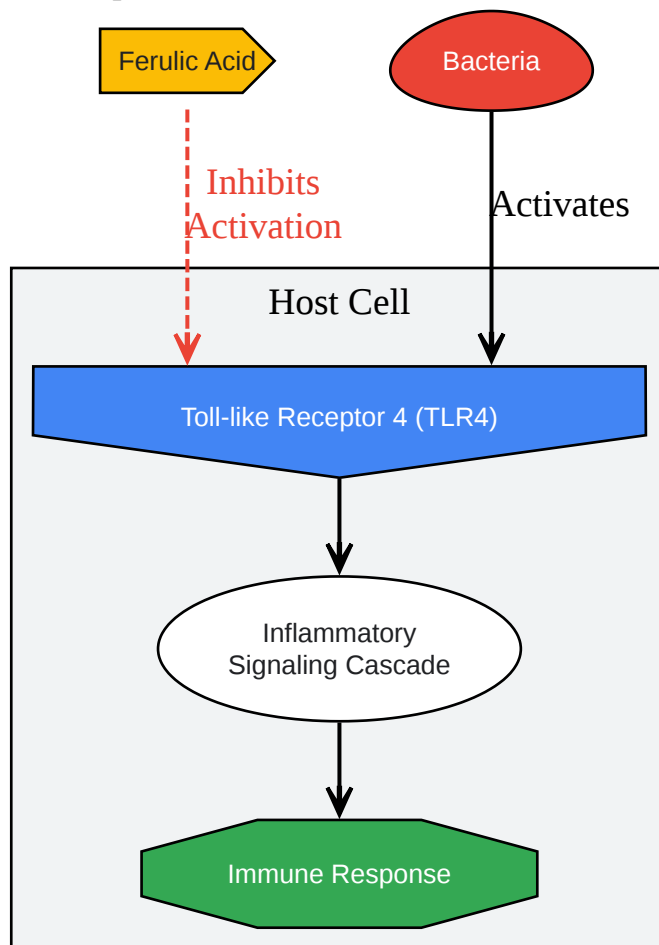 Ferulic Acid
Bacteria
Inhibits
Activation
Activates
Host Cell
Toll-like Receptor 4 (TLR4)
Inflammatory
Signaling Cascade
Immune Response